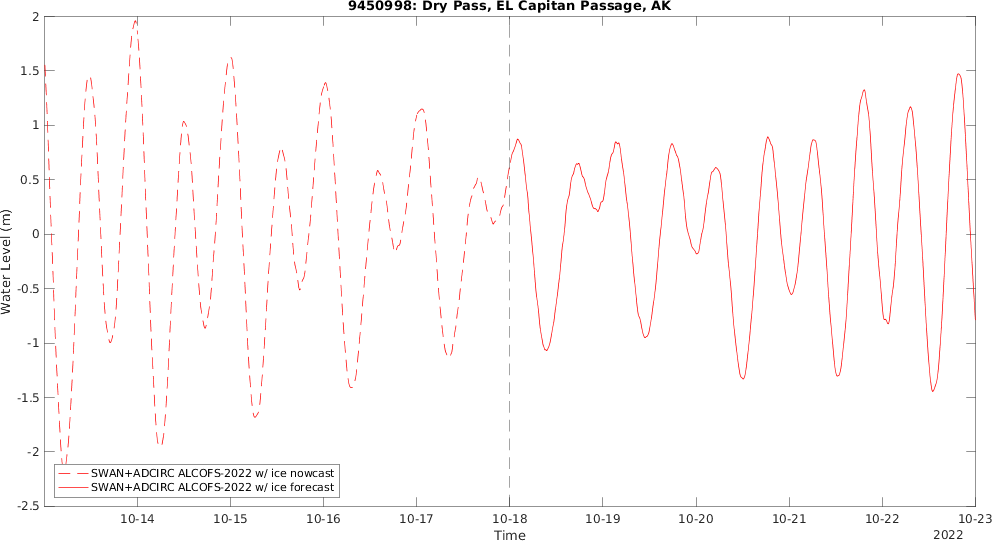 9450998: Dry Pass, EL Capitan Passage, AK
2
1.5
1
0.5
0
-0.5
-1
-1.5
-2
-2.5
Water Level (m)
SWAN+ADCIRC ALCOFS-2022 w/ ice nowcast
SWAN+ADCIRC ALCOFS-2022 w/ ice forecast
10-14 10-15 10-16 10-17 10-18 10-19 10-20 10-21 10-22 10-23
Time
2022